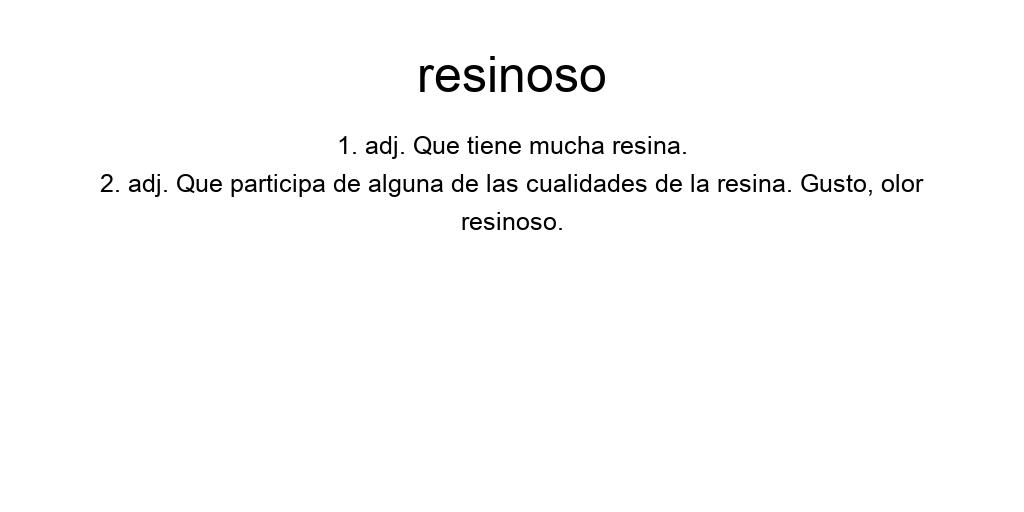 resinoso
1. adj. Que tiene mucha resina.
2. adj. Que participa de alguna de las cualidades de la resina. Gusto, olor
resinoso.